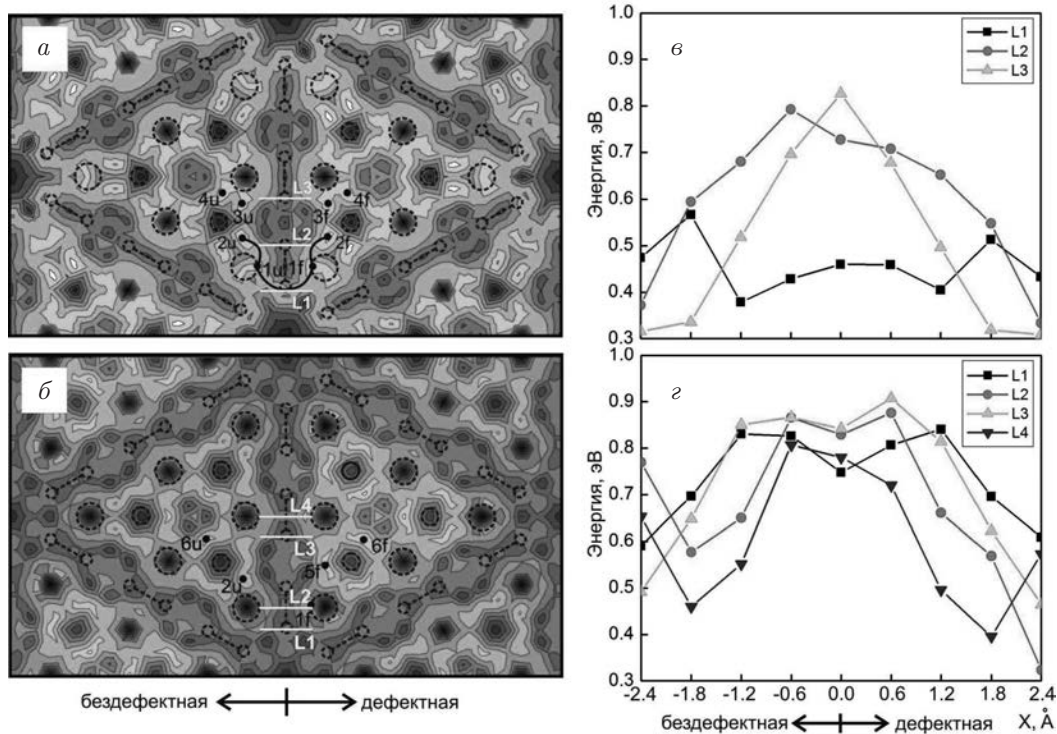 а
4u
3u
L3
3f
4f
2u
L2
2f
1u
1f
L1
б
L4
6u
L3
6f
2u
5f
L2
1f
L1
бездефектная
дефектная
в
Энергия, эВ
1.0
0.9
0.8
0.7
0.6
0.5
0.4
0.3
L1
L2
L3
г
Энергия, эВ
1.0
0.9
0.8
0.7
0.6
0.5
0.4
0.3
L1
L2
L3
L4
-2.4 -1.8 -1.2 -0.6 0.0 0.6 1.2 1.8 2.4
бездефектная
дефектная
X, Å